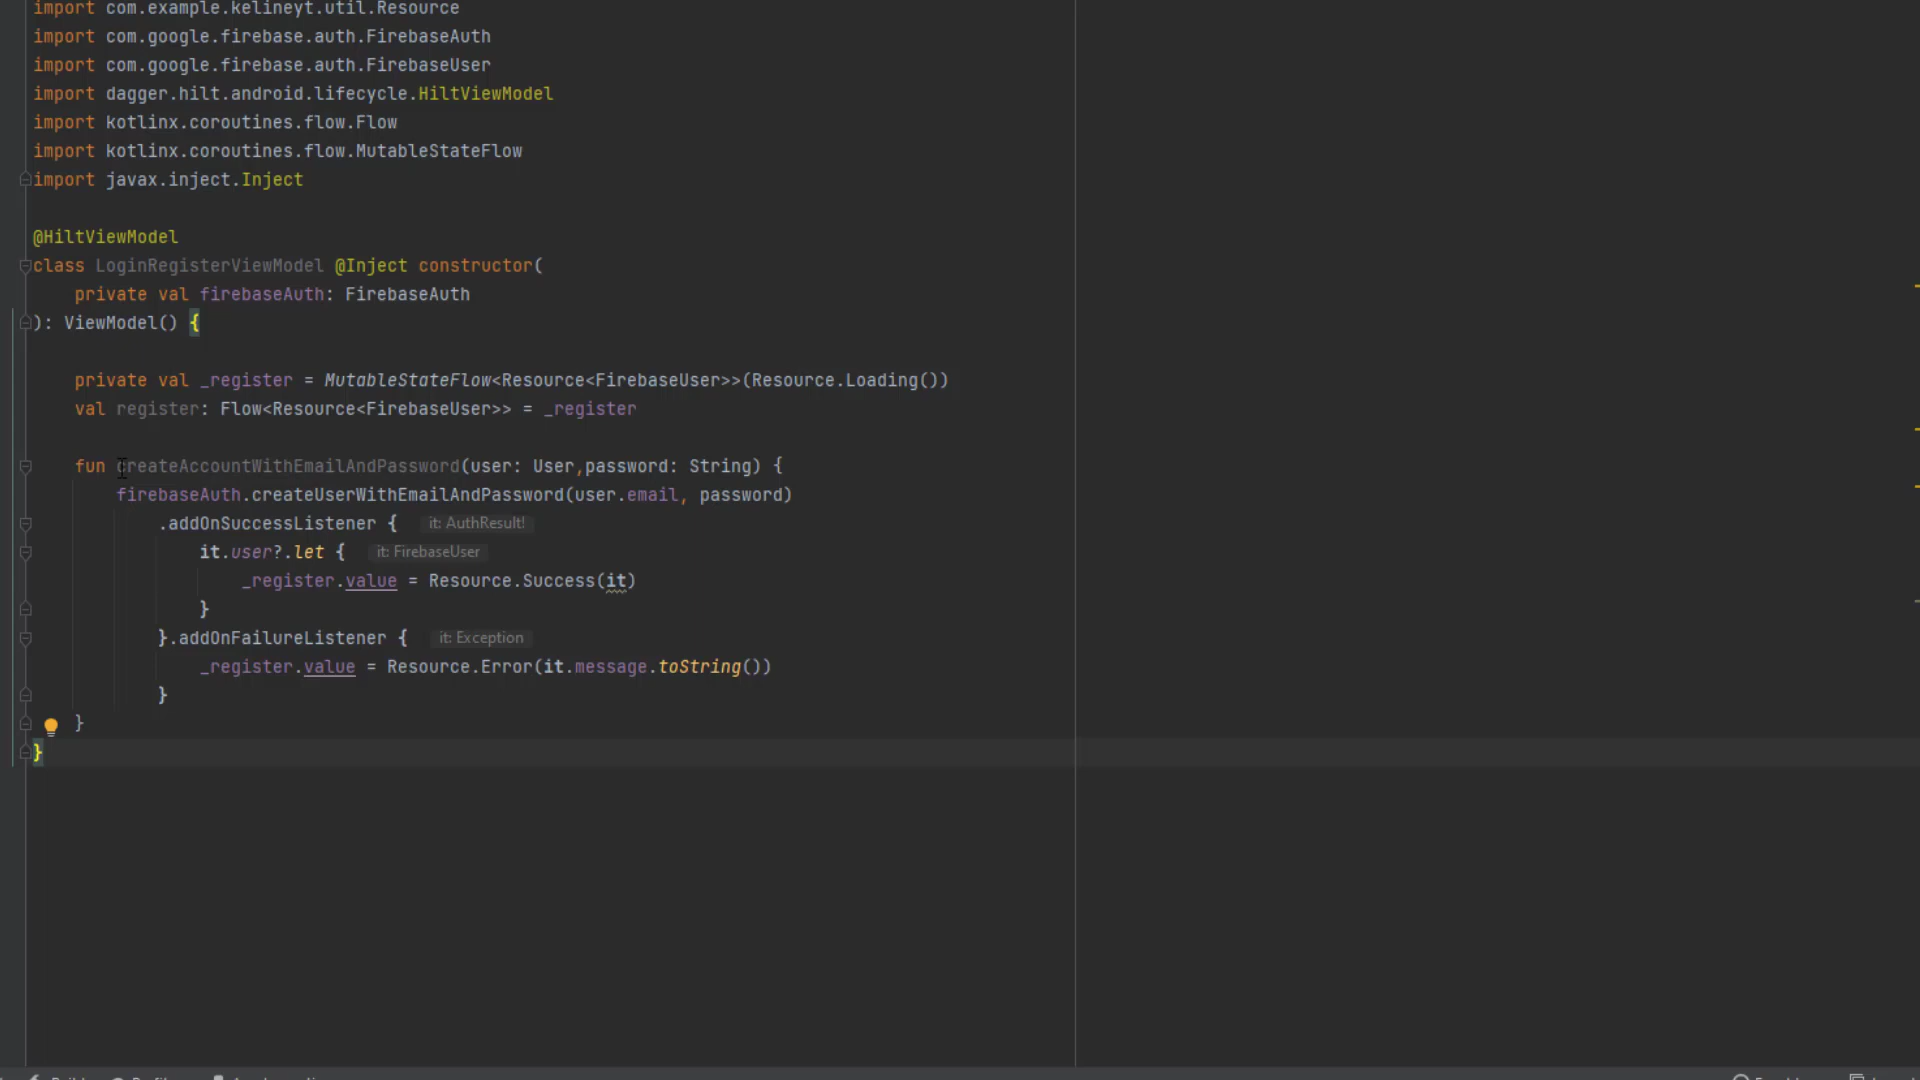 import com.example.kelineyt.util.Resource
import com.google.firebase.auth.FirebaseAuth
import com.google.firebase.auth.FirebaseUser
import dagger.hilt.android.lifecycle.HiltViewModel
import kotlinx.coroutines.flow.Flow
import kotlinx.coroutines.flow.MutableStateFlow
import javax.inject.Inject
@HiltViewModel
class LoginRegisterViewModel @Inject constructor(
private val firebaseAuth: FirebaseAuth
): ViewModel() {
private val _register = MutableStateFlow<Resource<FirebaseUser>>(Resource.Loading())
val register: Flow<Resource<FirebaseUser>> = _register
fun createAccountWithEmailAndPassword(user: User,password: String) {
firebaseAuth.createUserWithEmailAndPassword(user.email, password)
.addOnSuccessListener { it: AuthResult!
it.user?.let { it: FirebaseUser
_register.value = Resource.Success(it)
}
}.addOnFailureListener { it: Exception
_register.value = Resource.Error(it.message.toString())
}
}
}